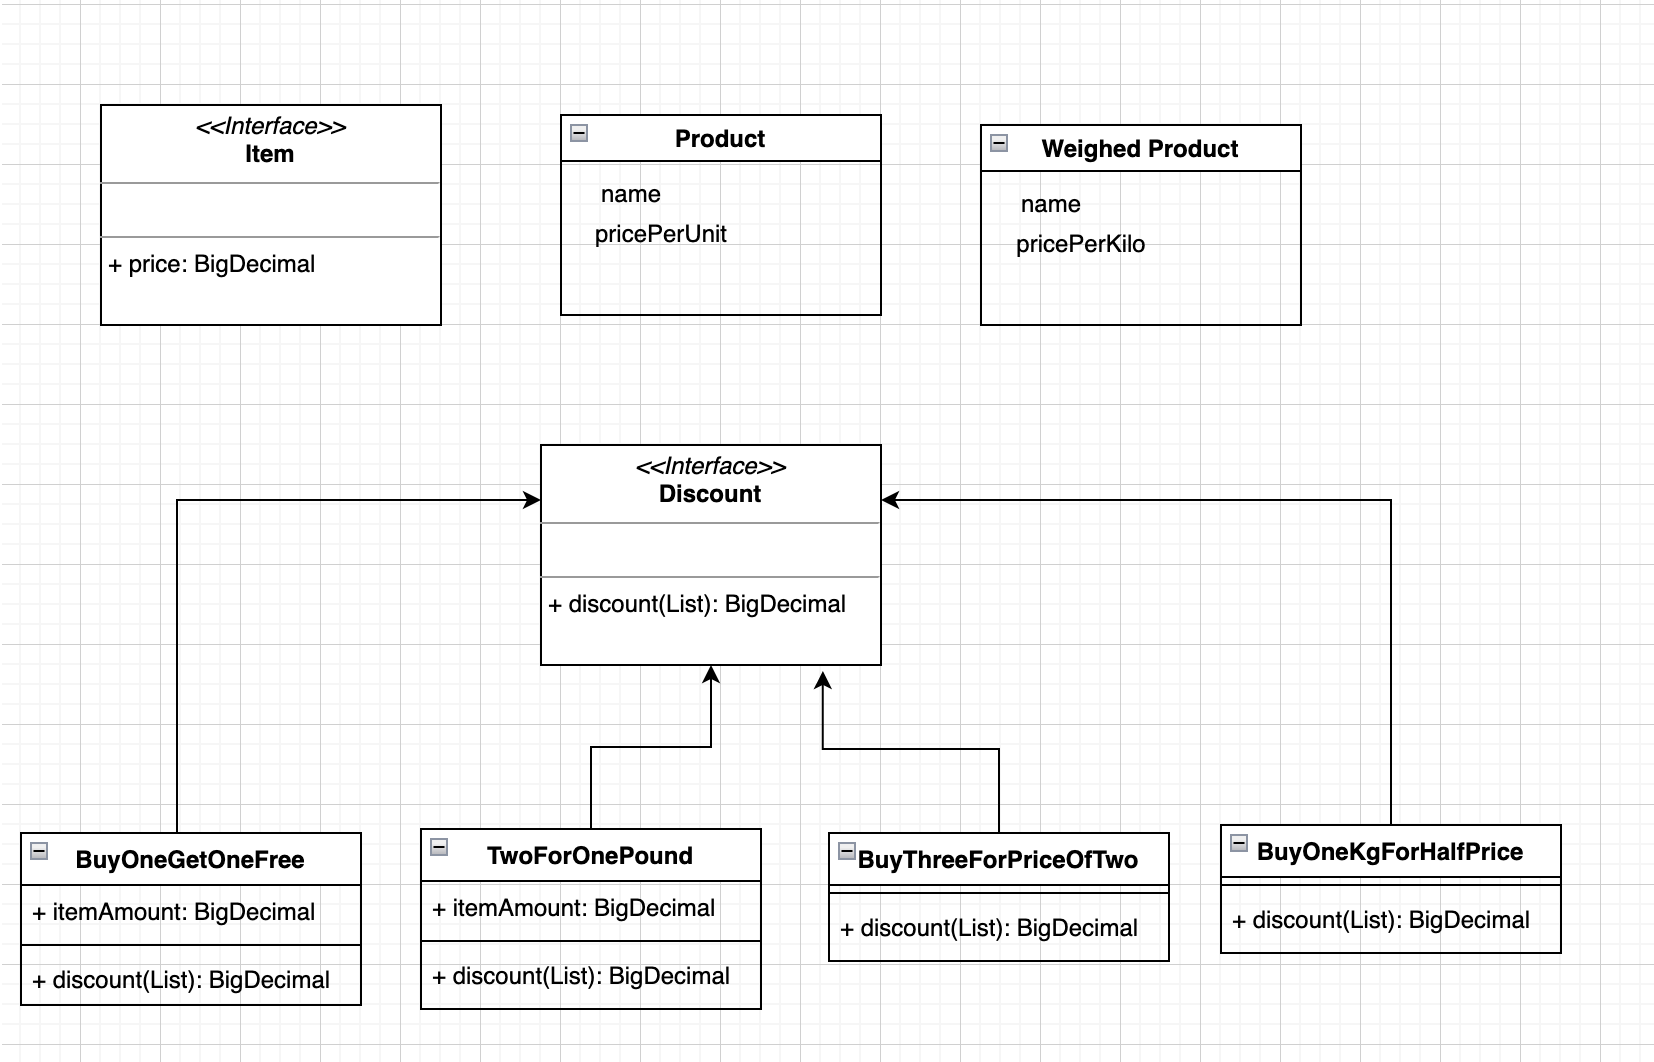 <<Interface>>
Item
+ price: BigDecimal
Product
name
pricePerUnit
Weighed Product
name
pricePerKilo
<<Interface>>
Discount
+ discount(List): BigDecimal
BuyOneGetOneFree
+ itemAmount: BigDecimal
+ discount(List): BigDecimal
TwoForOnePound
+ itemAmount: BigDecimal
+ discount(List): BigDecimal
BuyThreeForPriceOfTwo
+ discount(List): BigDecimal
BuyOneKgForHalfPrice
+ discount(List): BigDecimal